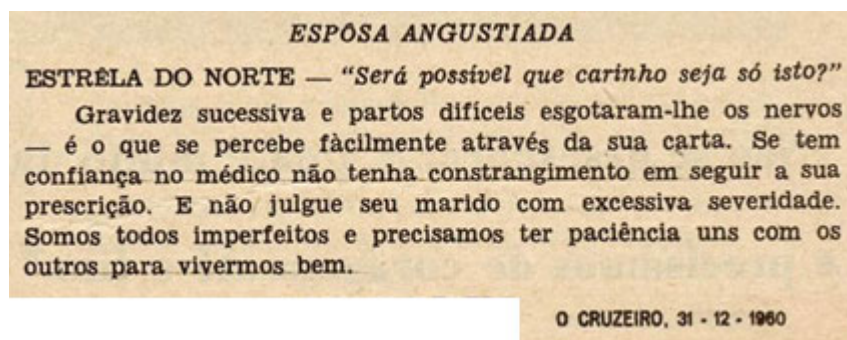 ESPÔSA ANGUSTIADA
ESTRÊLA DO NORTE — "Será possível que carinho seja só isto?"
Gravidez sucessiva e partos difíceis esgotaram-lhe os nervos
— é o que se percebe fàcilmente através da sua carta. Se tem
confiança no médico não tenha constrangimento em seguir a sua
prescrição. E não julgue seu marido com excessiva severidade.
Somos todos imperfeitos e precisamos ter paciência uns com os
outros para vivermos bem.
O CRUZEIRO, 31 - 12 - 1960